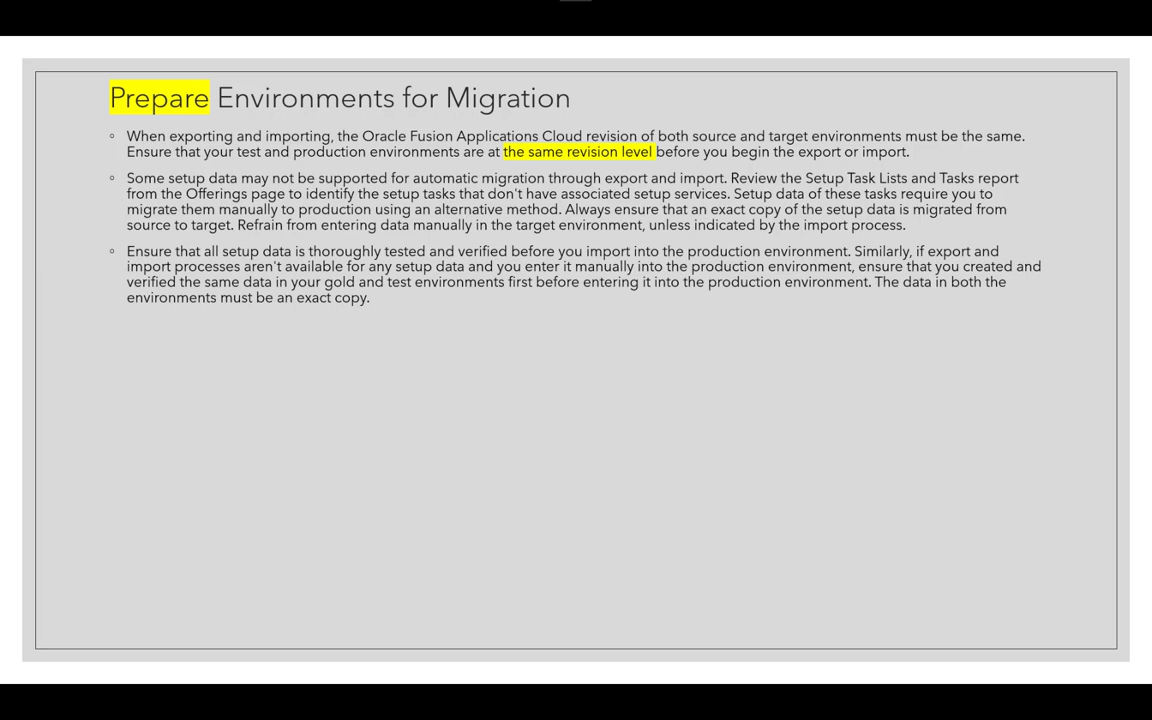 Prepare Environments for Migration
◦ When exporting and importing, the Oracle Fusion Applications Cloud revision of both source and target environments must be the same.
Ensure that your test and production environments are at the same revision level before you begin the export or import.
◦ Some setup data may not be supported for automatic migration through export and import. Review the Setup Task Lists and Tasks report
from the Offerings page to identify the setup tasks that don't have associated setup services. Setup data of these tasks require you to
migrate them manually to production using an alternative method. Always ensure that an exact copy of the setup data is migrated from
source to target. Refrain from entering data manually in the target environment, unless indicated by the import process.
◦ Ensure that all setup data is thoroughly tested and verified before you import into the production environment. Similarly, if export and
import processes aren't available for any setup data and you enter it manually into the production environment, ensure that you created and
verified the same data in your gold and test environments first before entering it into the production environment. The data in both the
environments must be an exact copy.